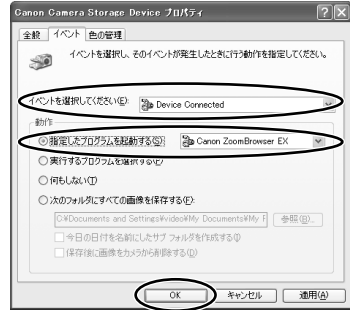 Canon Camera Storage Device プロパティ
全般 イベント 色の管理
イベントを選択し、そのイベントが発生したときに行う動作を指定してください。
イベントを選択してください(E): Device Connected
動作
指定したプログラムを起動する(S): Canon ZoomBrowser EX
実行するプログラムを選択する(P)
何もしない(T)
次のフォルダにすべての画像を保存する(F):
C:¥Documents and Settings¥video¥My Documents¥My F 参照(B)...
今日の日付を名前にしたサブ フォルダを作成する(U)
保存後に画像をカメラから削除する(D)
OK キャンセル 適用(A)